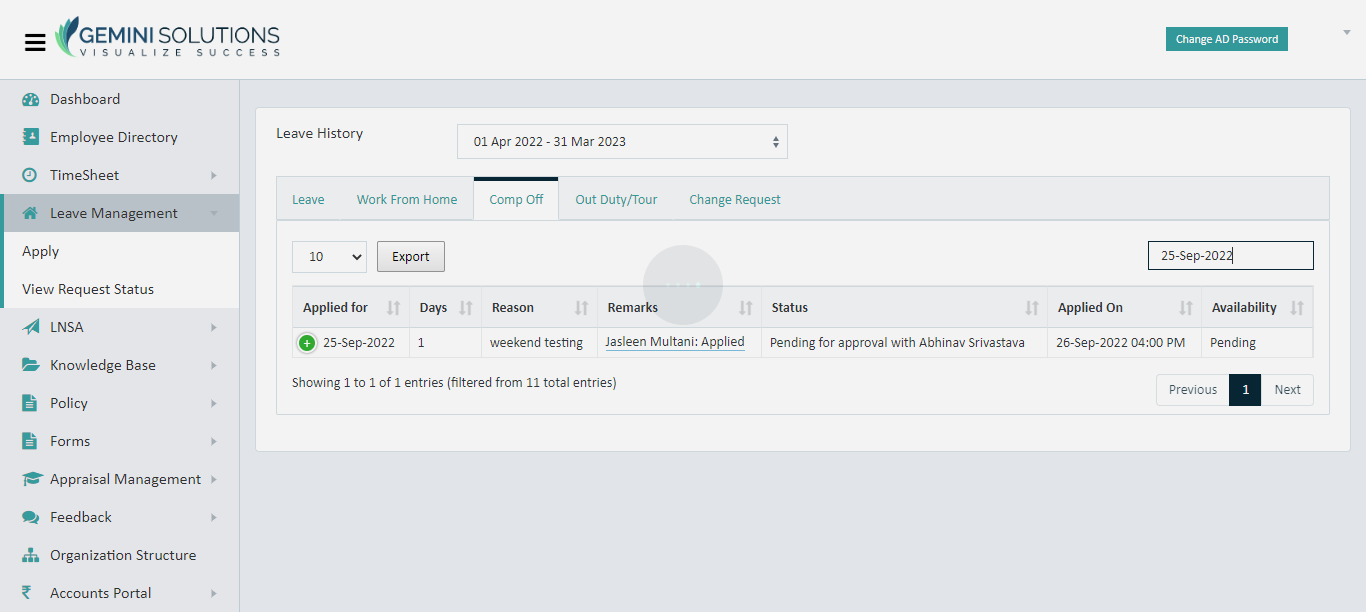 GEMINI SOLUTIONS
VISUALIZE SUCCESS
Change AD Password
Dashboard
Employee Directory
TimeSheet
Leave Management
Apply
View Request Status
LNSA
Knowledge Base
Policy
Forms
Appraisal Management
Feedback
Organization Structure
Accounts Portal
Leave History
01 Apr 2022 - 31 Mar 2023
Leave Work From Home Comp Off Out Duty/Tour Change Request
10 Export 25-Sep-2022
Applied for Days Reason Remarks Status Applied On Availability
25-Sep-2022 1 weekend testing Jasleen Multani: Applied Pending for approval with Abhinav Srivastava 26-Sep-2022 04:00 PM Pending
Showing 1 to 1 of 1 entries (filtered from 11 total entries)
Previous 1 Next